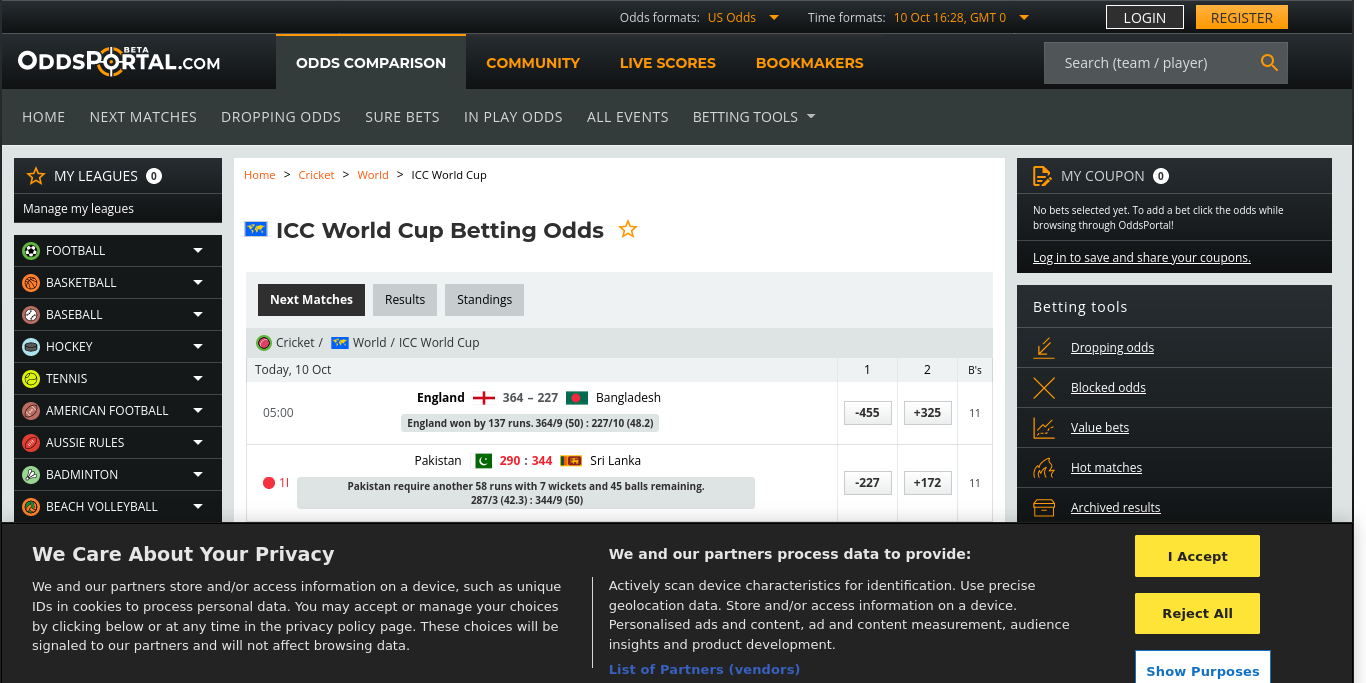 Odds formats: US Odds Time formats: 10 Oct 16:28, GMT 0 LOGIN REGISTER
ODDSPORTAL.COM BETA ODDS COMPARISON COMMUNITY LIVE SCORES BOOKMAKERS Search (team / player)
HOME NEXT MATCHES DROPPING ODDS SURE BETS IN PLAY ODDS ALL EVENTS BETTING TOOLS
MY LEAGUES 0
Manage my leagues
FOOTBALL
BASKETBALL
BASEBALL
HOCKEY
TENNIS
AMERICAN FOOTBALL
AUSSIE RULES
BADMINTON
BEACH VOLLEYBALL
Home > Cricket > World > ICC World Cup
ICC World Cup Betting Odds
Next Matches Results Standings
Cricket / World / ICC World Cup
Today, 10 Oct 1 2 B's
England 364 – 227 Bangladesh
05:00 -455 +325 11
England won by 137 runs. 364/9 (50) : 227/10 (48.2)
Pakistan 290 : 344 Sri Lanka
1I -227 +172 11
Pakistan require another 58 runs with 7 wickets and 45 balls remaining.
287/3 (42.3) : 344/9 (50)
MY COUPON 0
No bets selected yet. To add a bet click the odds while
browsing through OddsPortal!
Log in to save and share your coupons.
Betting tools
Dropping odds
Blocked odds
Value bets
Hot matches
Archived results
We Care About Your Privacy
We and our partners store and/or access information on a device, such as unique
IDs in cookies to process personal data. You may accept or manage your choices
by clicking below or at any time in the privacy policy page. These choices will be
signaled to our partners and will not affect browsing data.
We and our partners process data to provide:
Actively scan device characteristics for identification. Use precise
geolocation data. Store and/or access information on a device.
Personalised ads and content, ad and content measurement, audience
insights and product development.
List of Partners (vendors)
I Accept
Reject All
Show Purposes